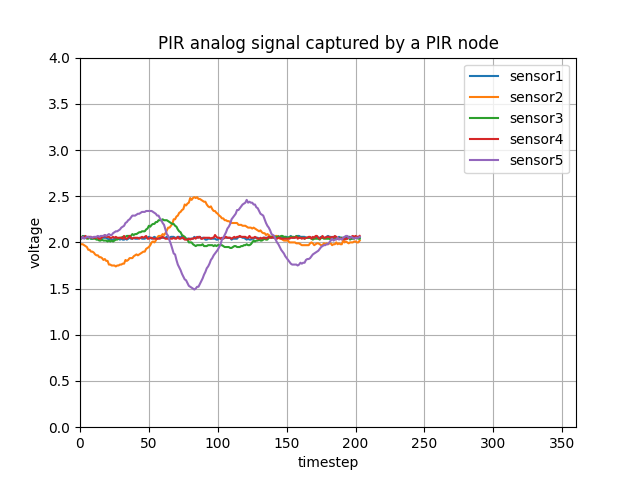 PIR analog signal captured by a PIR node
4.0
3.5
3.0
2.5
2.0
1.5
1.0
0.5
0.0
voltage
sensor1
sensor2
sensor3
sensor4
sensor5
0 50 100 150 200 250 300 350
timestep